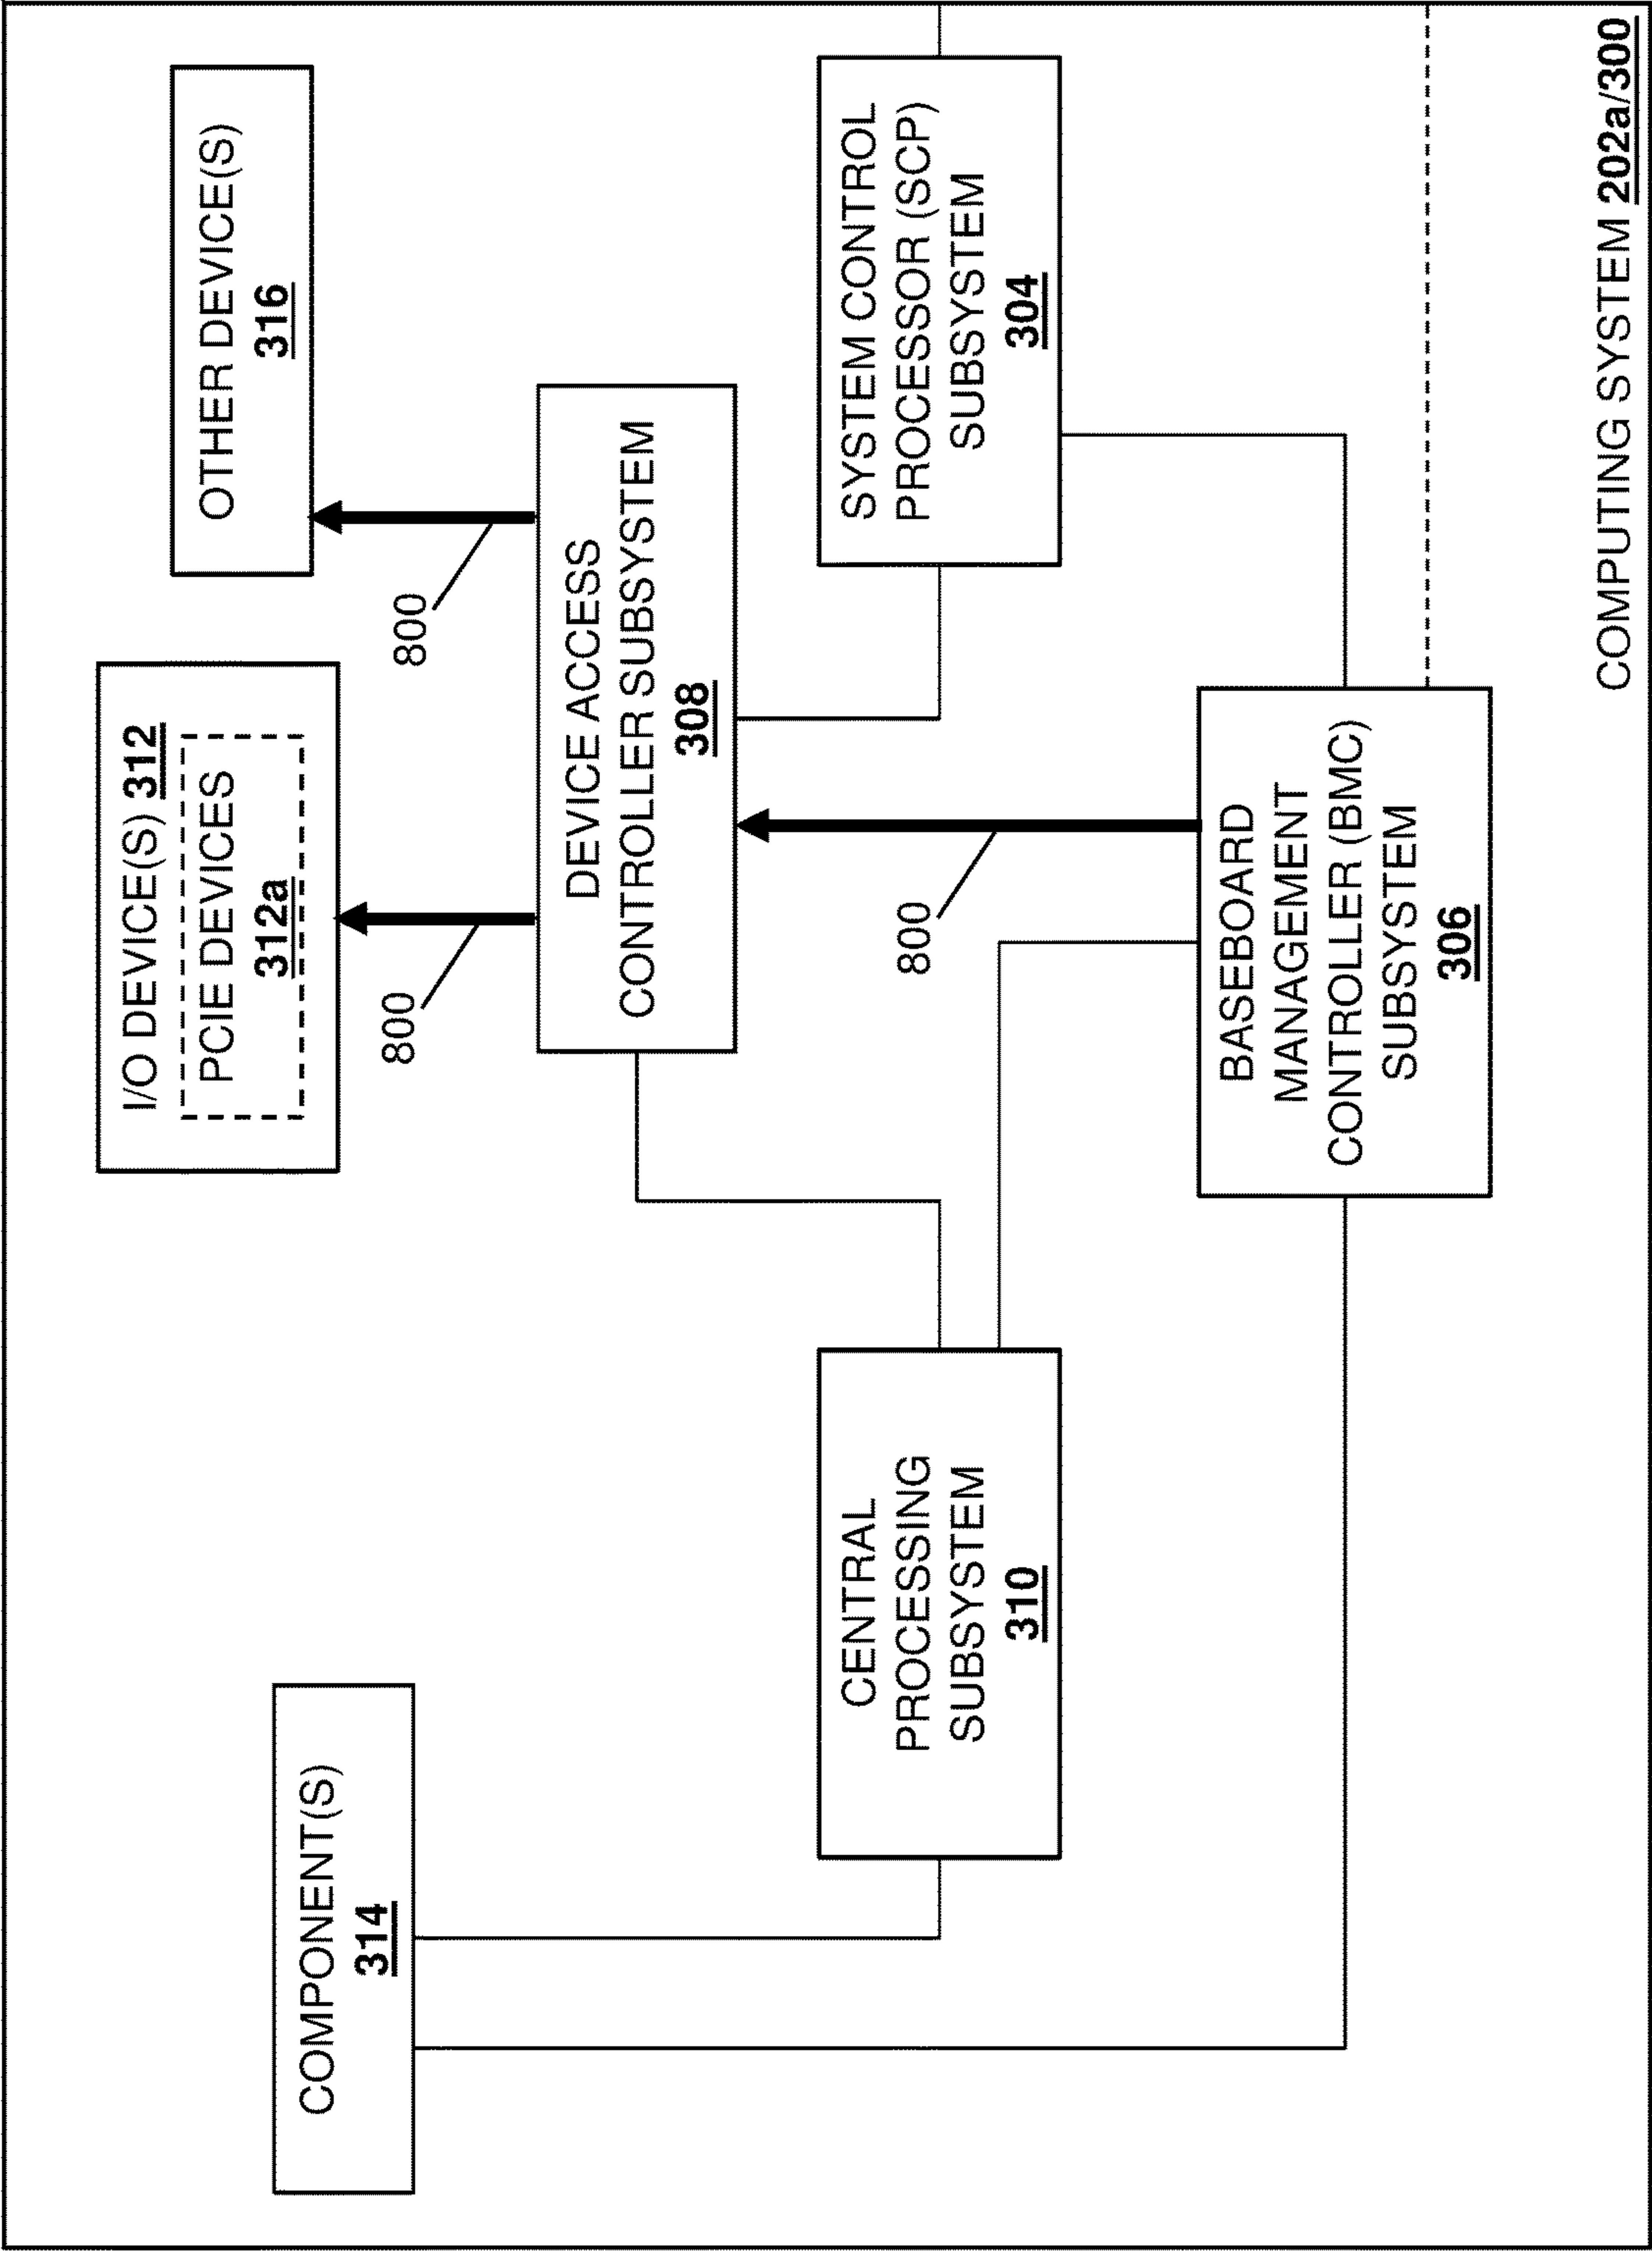 COMPONENT(S)
314
I/O DEVICE(S) 312
PCIE DEVICES
312a
OTHER DEVICE(S)
316
800
800
DEVICE ACCESS
CONTROLLER SUBSYSTEM
308
CENTRAL
PROCESSING
SUBSYSTEM
310
800
SYSTEM CONTROL
PROCESSOR (SCP)
SUBSYSTEM
304
BASEBOARD
MANAGEMENT
CONTROLLER (BMC)
SUBSYSTEM
306
COMPUTING SYSTEM 202a/300